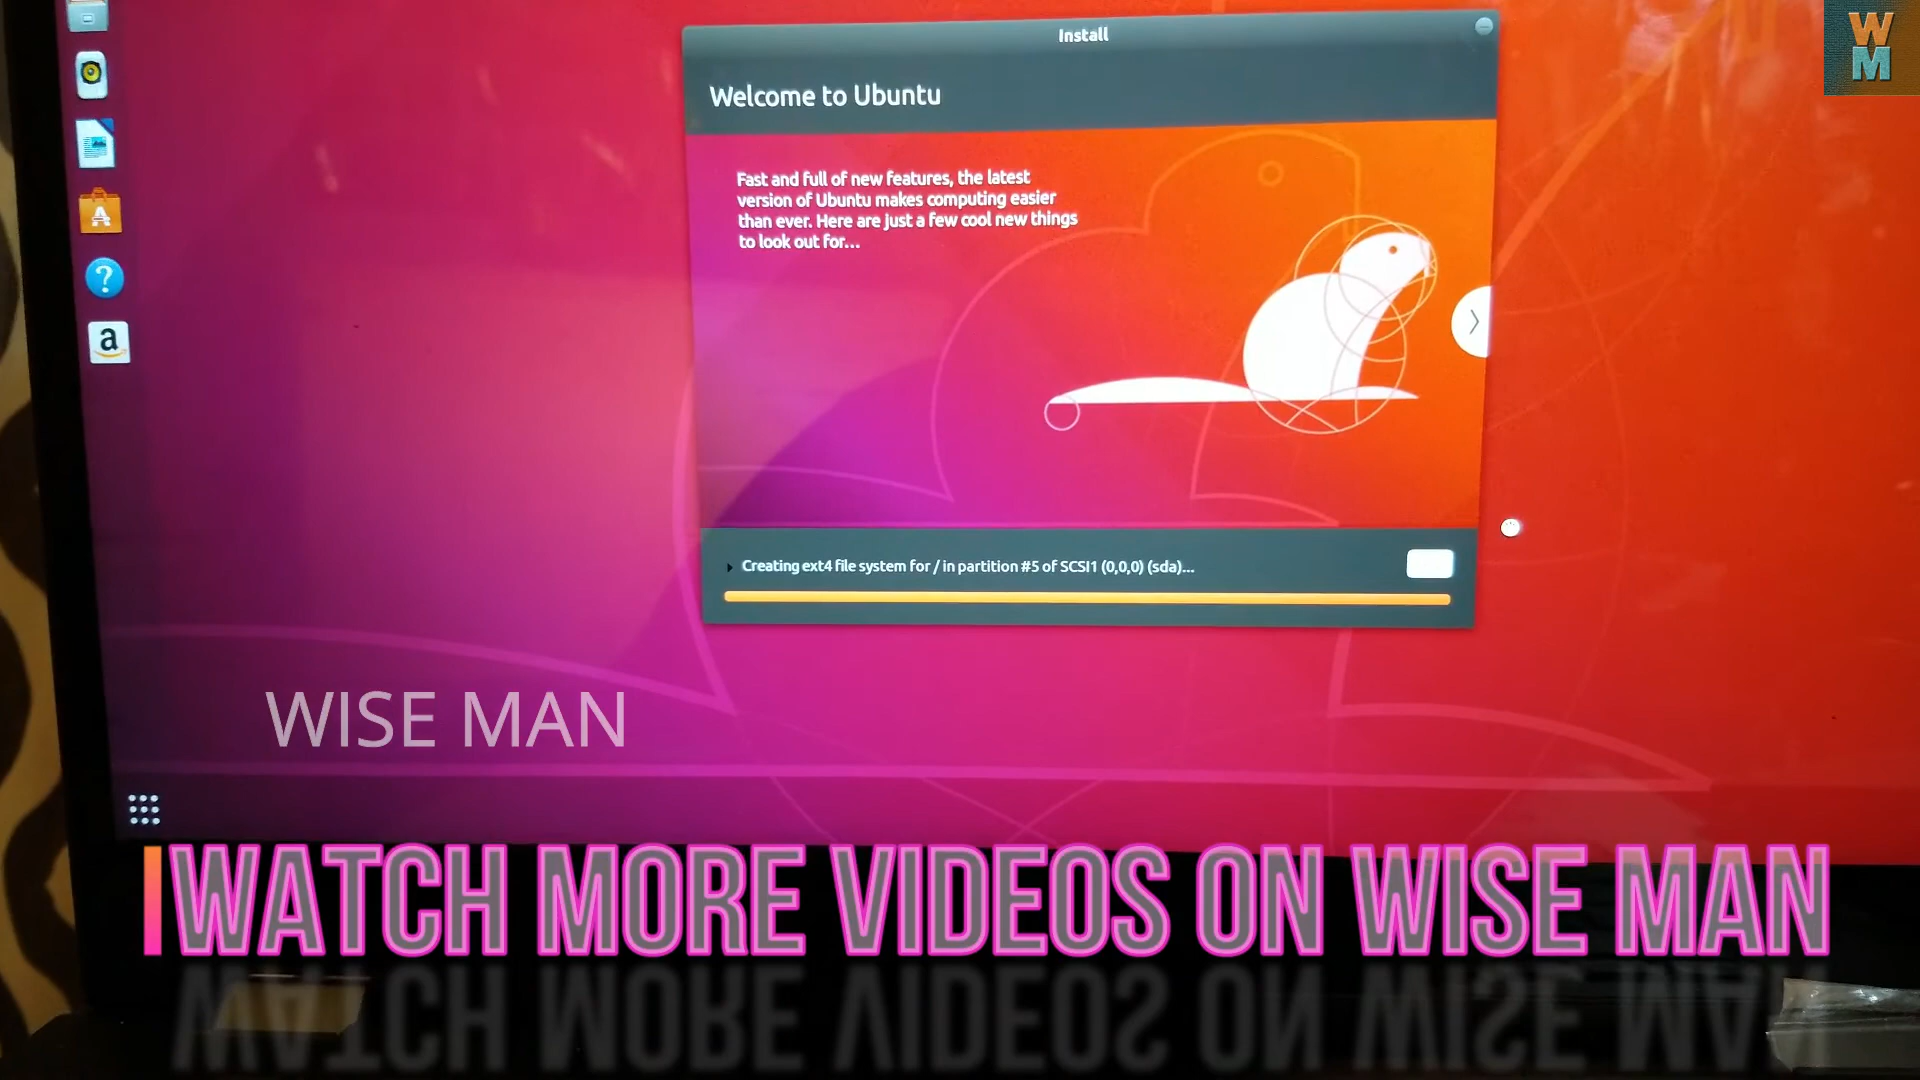 Install
W
M
Welcome to Ubuntu
Fast and full of new features, the latest
version of Ubuntu makes computing easier
than ever. Here are just a few cool new things
to look out for...
A
?
a
Creating ext4 file system for / in partition #5 of SCSI1 (0,0,0) (sda)...
WISE MAN
WATCH MORE VIDEOS ON WISE MAN